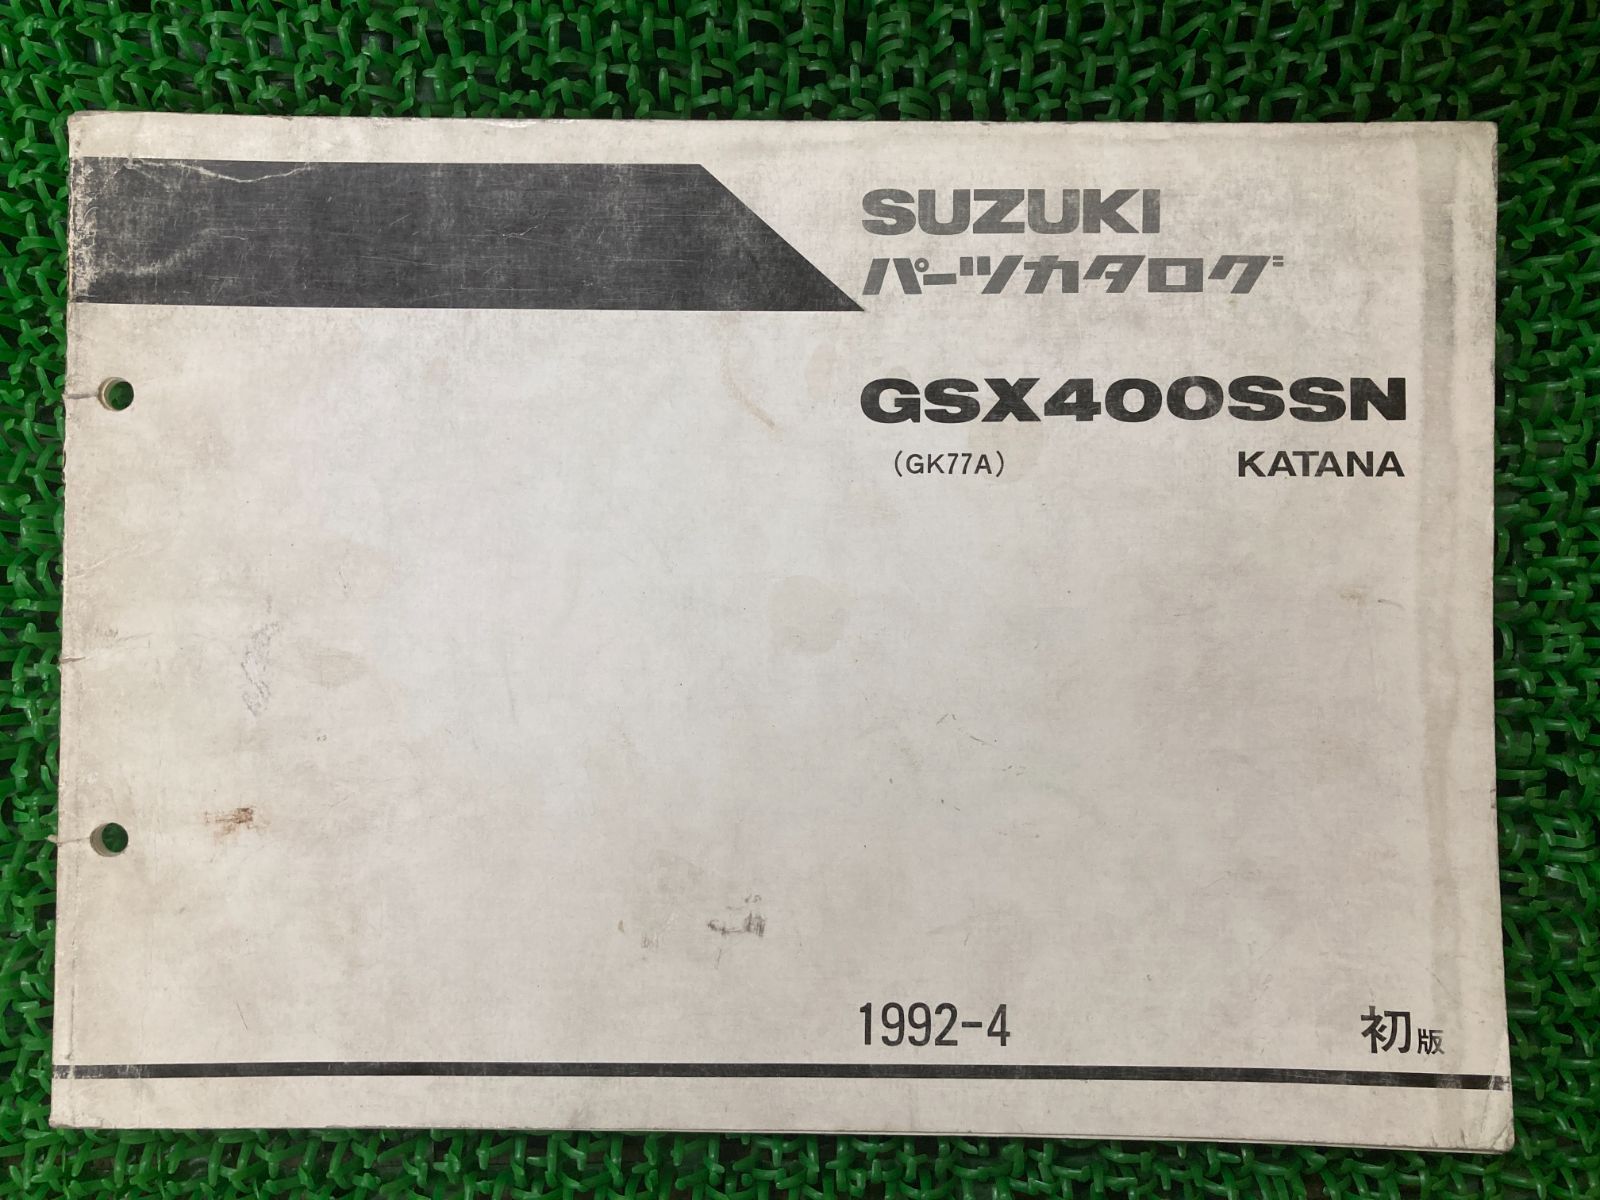 SUZUKI
パーツカタログ
GSX400SSN
(GK77A) KATANA
1992-4 初版